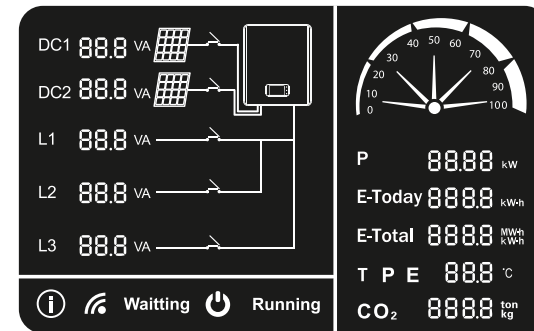 DC1 88.8 VA
DC2 88.8 VA
L1 88.8 VA
L2 88.8 VA
L3 88.8 VA
Waitting Running
0 10 20 30 40 50 60 70 80 90 100
P 88.88 kW
E-Today 888.8 kW·h
E-Total 888.8 MW·h kW·h
T P E 88.8 °C
CO₂ 888.8 ton kg